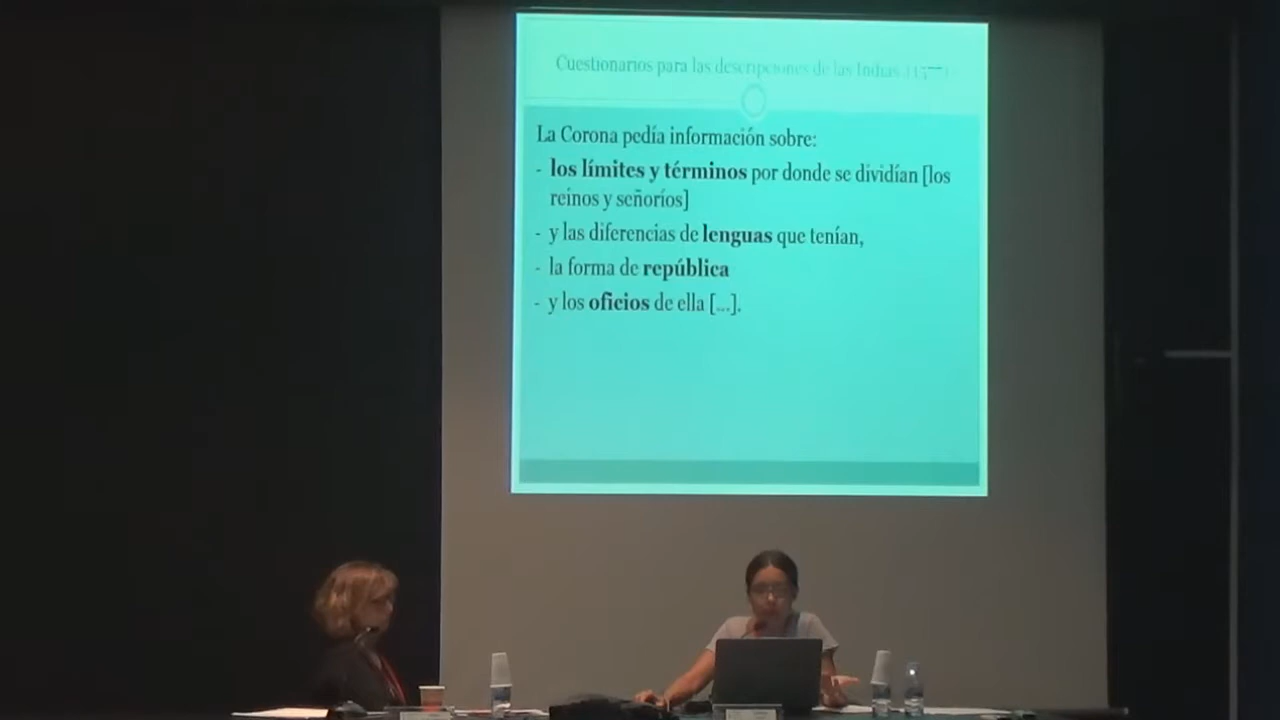 Cuestionarios para las descripciones de las Indias
La Corona pedía información sobre:
- los límites y términos por donde se dividían [los
reinos y señoríos]
- y las diferencias de lenguas que tenían,
- la forma de república
- y los oficios de ella [...].